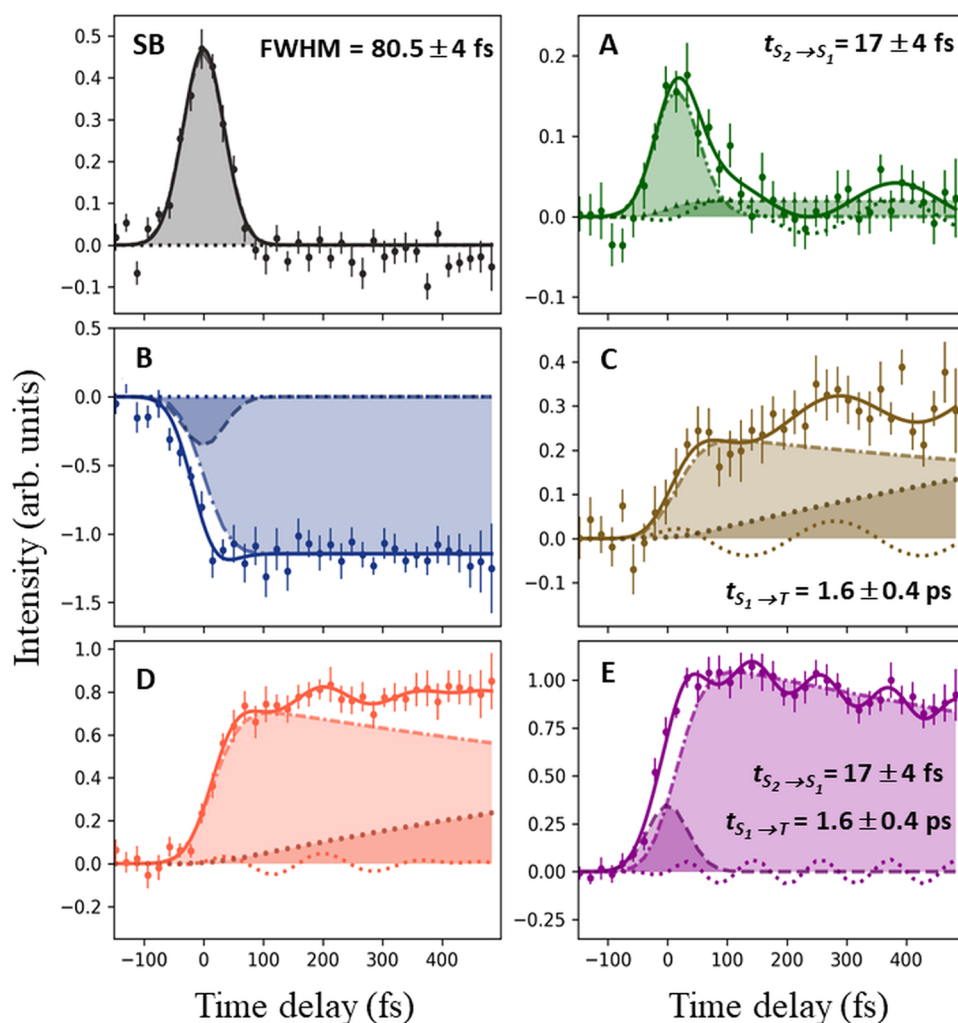 SB
FWHM = 80.5 ± 4 fs
0.5
0.4
0.3
0.2
0.1
0.0
−0.1
A
t_{S_2→S_1} = 17 ± 4 fs
0.2
0.1
0.0
−0.1
Intensity (arb. units)
B
0.5
0.0
−0.5
−1.0
−1.5
C
0.4
0.3
0.2
0.1
0.0
−0.1
t_{S_1→T} = 1.6 ± 0.4 ps
D
1.0
0.8
0.6
0.4
0.2
0.0
−0.2
−100 0 100 200 300 400
Time delay (fs)
E
1.00
0.75
0.50
0.25
0.00
−0.25
t_{S_2→S_1} = 17 ± 4 fs
t_{S_1→T} = 1.6 ± 0.4 ps
−100 0 100 200 300 400
Time delay (fs)